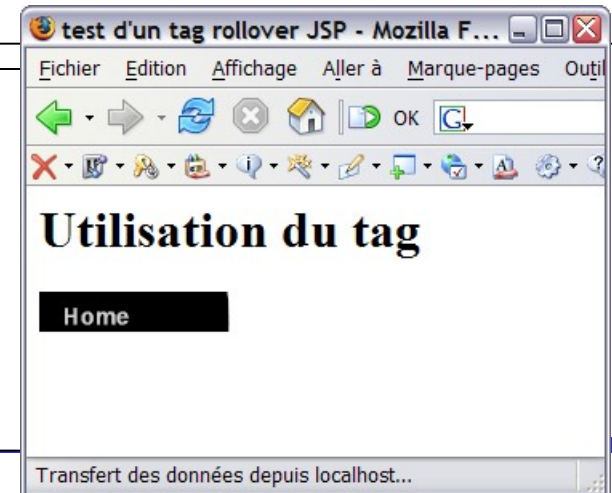 test d'un tag rollover JSP - Mozilla F...
Fichier Edition Affichage Aller à Marque-pages Outil
OK G
Utilisation du tag
Home
Transfert des données depuis localhost...